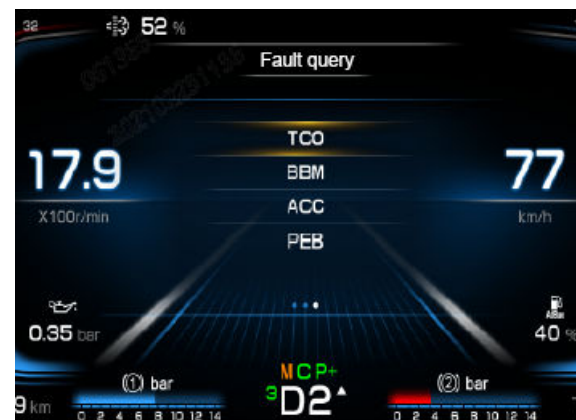 32
52 %
Fault query
TCO
17.9
BBM
77
X100r/min
ACC
km/h
PEB
0.35 bar
40 %
M C P+
(1) bar
3 D2
(2) bar
9 km
0 2 4 6 8 10 12 14
0 2 4 6 8 10 12 14